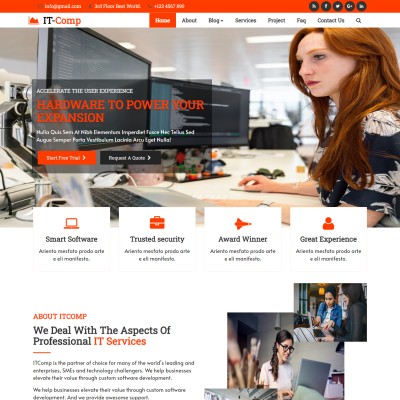 info@gmail.com 3rd Floor Best World. +123 4567 890
IT-Comp Home About Blog Services Project Faq Contact
ACCELERATE THE USER EXPERIENCE
HARDWARE TO POWER YOUR
EXPANSION
Nulla Quis Sem At Nibh Elementum Imperdiet Fusce Nec Tellus Sed
Augue Semper Porta Vestibulum Lacinia Arcu Eget Nulla!
Start Free Trial Request A Quote
Smart Software Trusted security Award Winner Great Experience
Ariento mesfato prodo arte Ariento mesfato prodo arte Ariento mesfato prodo arte Ariento mesfato prodo arte
e eli manifesto. e eli manifesto. e eli manifesto. e eli manifesto.
ABOUT ITCOMP
We Deal With The Aspects Of
Professional IT Services
ITComp is the partner of choice for many of the world's leading and
enterprises, SMEs and technology challengers. We help businesses
elevate their value through custom software development.
We help businesses elevate their value through custom software
development. And we provide awesome support.